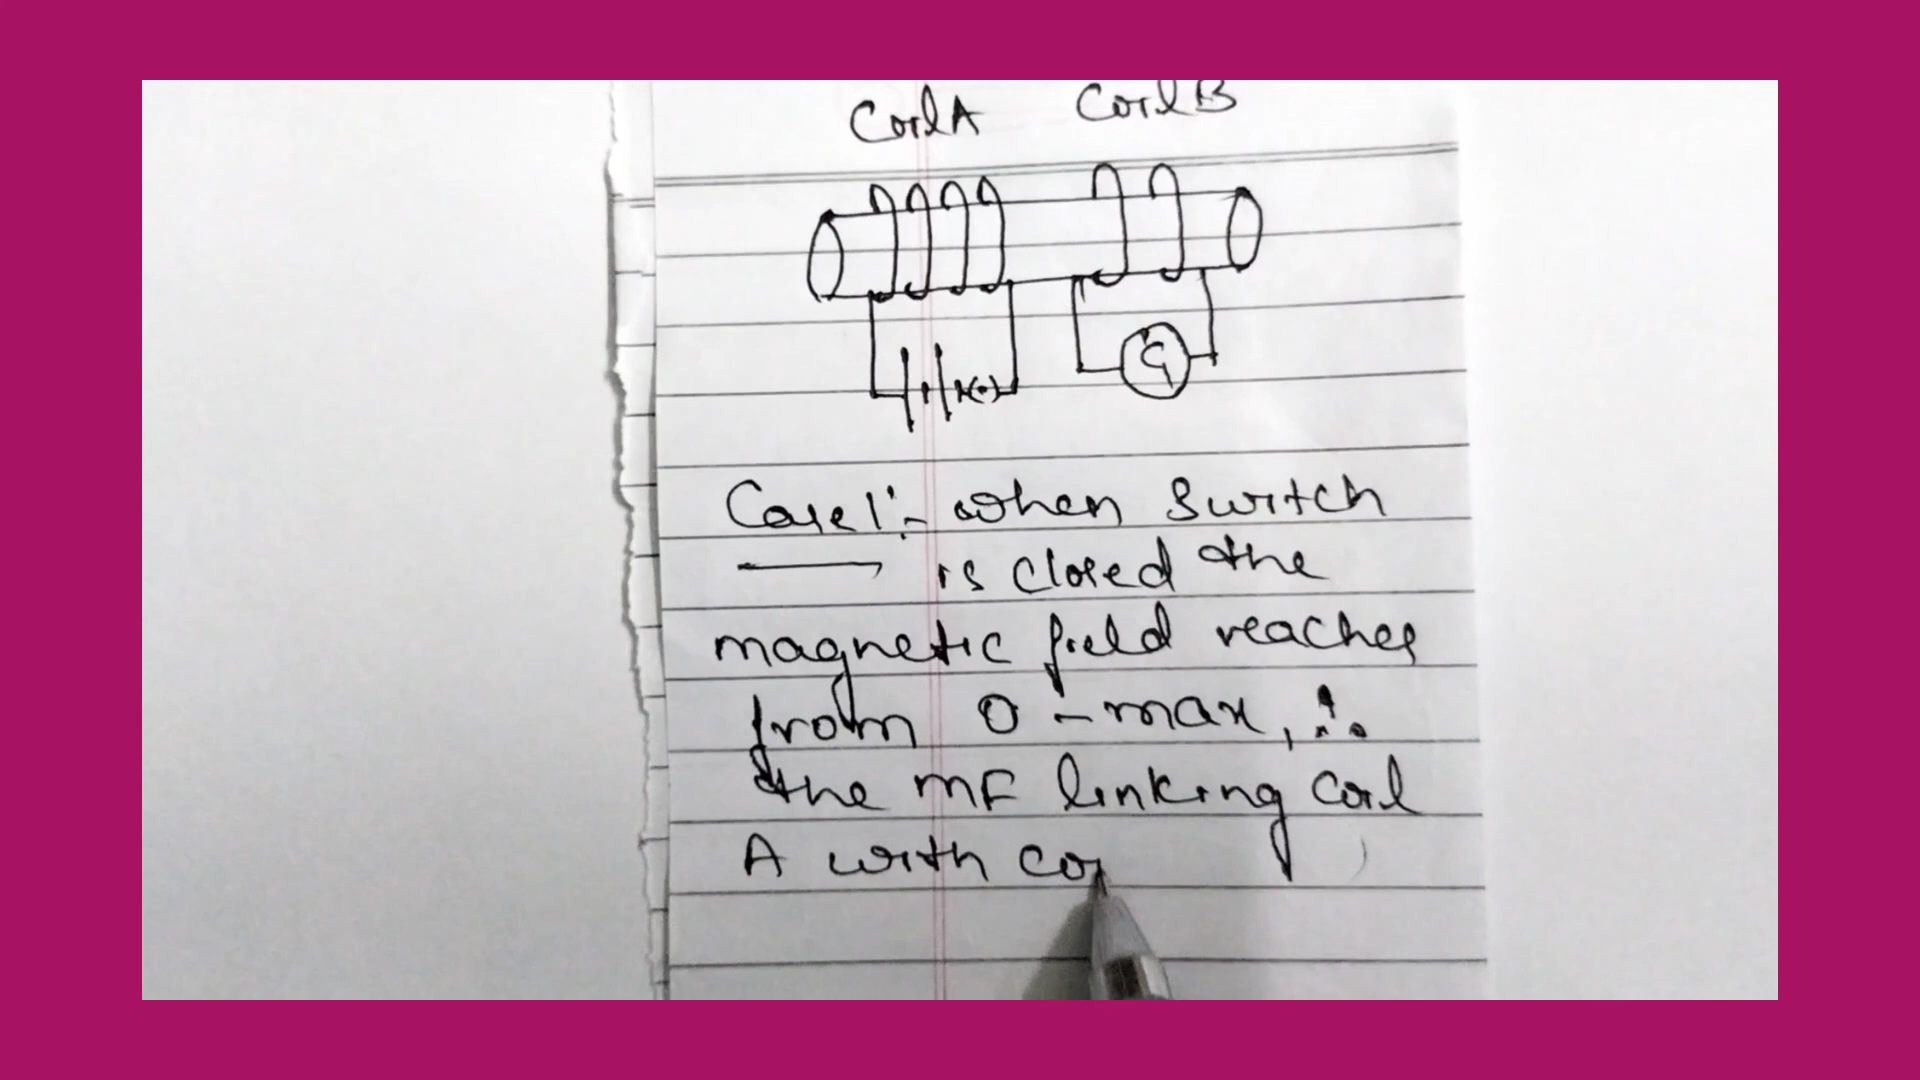 Coil A Coil B
G
Case 1:- when switch
is closed the
magnetic field reaches
from 0 - max, ∴
the MF linking coil
A with coi